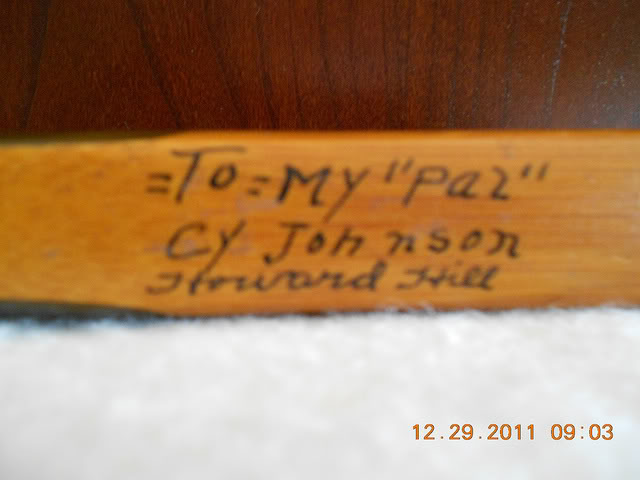 =To=My "Pal"
Cy Johnson
Howard Hill
12.29.2011 09:03